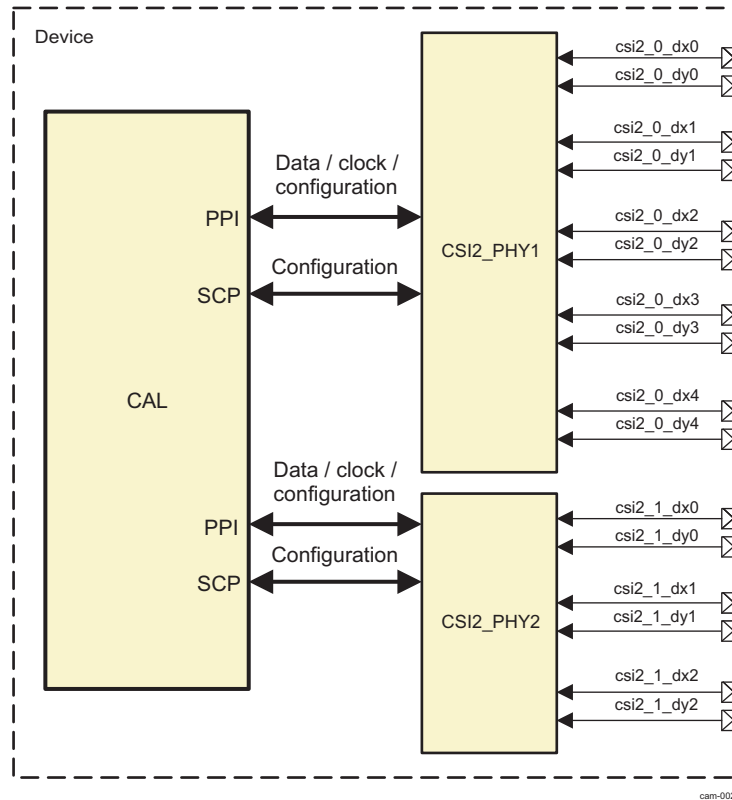 Device
CAL
PPI
SCP
PPI
SCP
Data / clock /
configuration
Configuration
Data / clock /
configuration
Configuration
CSI2_PHY1
CSI2_PHY2
csi2_0_dx0
csi2_0_dy0
csi2_0_dx1
csi2_0_dy1
csi2_0_dx2
csi2_0_dy2
csi2_0_dx3
csi2_0_dy3
csi2_0_dx4
csi2_0_dy4
csi2_1_dx0
csi2_1_dy0
csi2_1_dx1
csi2_1_dy1
csi2_1_dx2
csi2_1_dy2